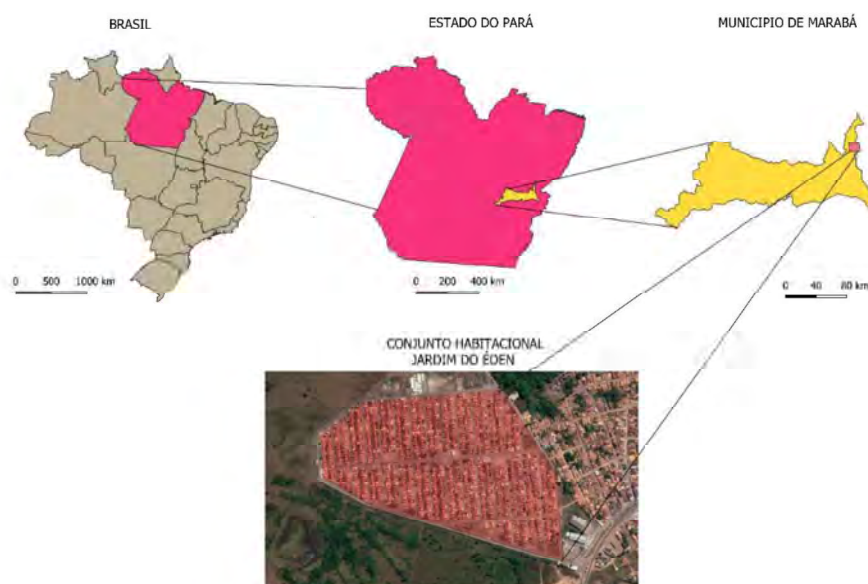 BRASIL
ESTADO DO PARÁ
MUNICIPIO DE MARABÁ
0 500 1000 km
0 200 400 km
0 40 80 km
CONJUNTO HABITACIONAL
JARDIM DO ÉDEN